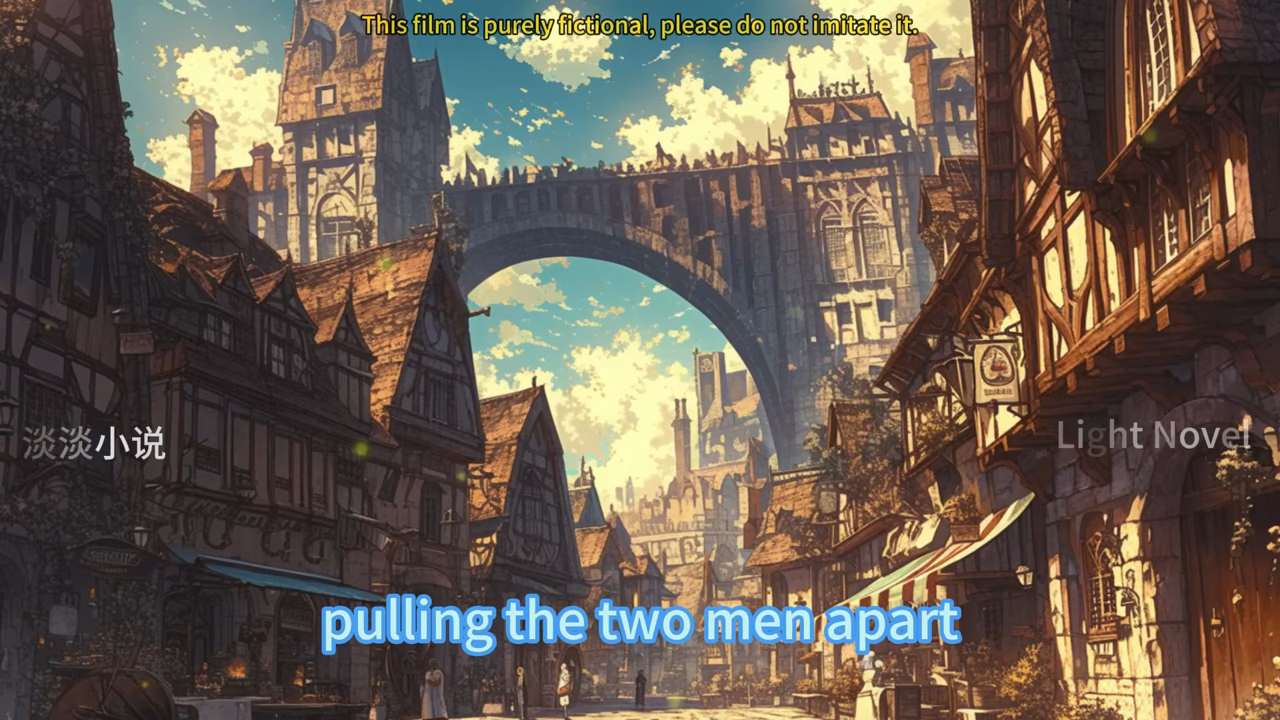 This film is purely fictional, please do not imitate it.
淡淡小说
Light Novel
pulling the two men apart